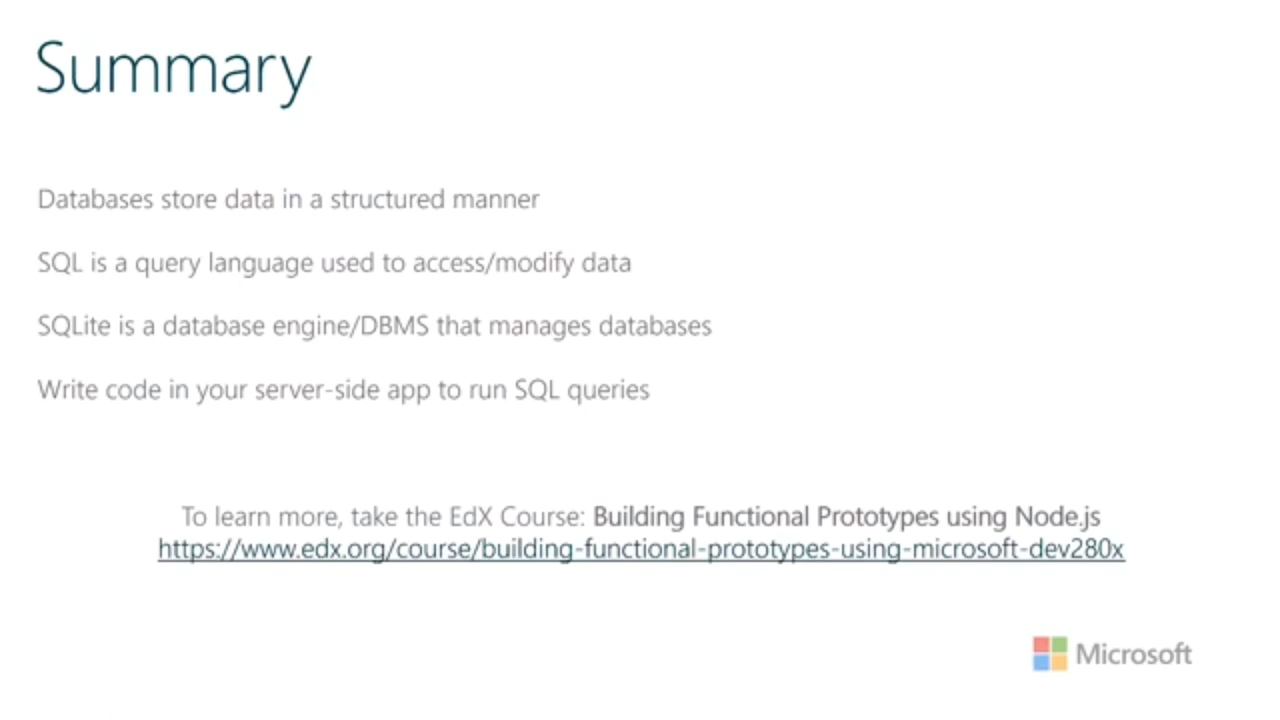 Summary
Databases store data in a structured manner
SQL is a query language used to access/modify data
SQLite is a database engine/DBMS that manages databases
Write code in your server-side app to run SQL queries
To learn more, take the EdX Course: Building Functional Prototypes using Node.js
https://www.edx.org/course/building-functional-prototypes-using-microsoft-dev280x
Microsoft